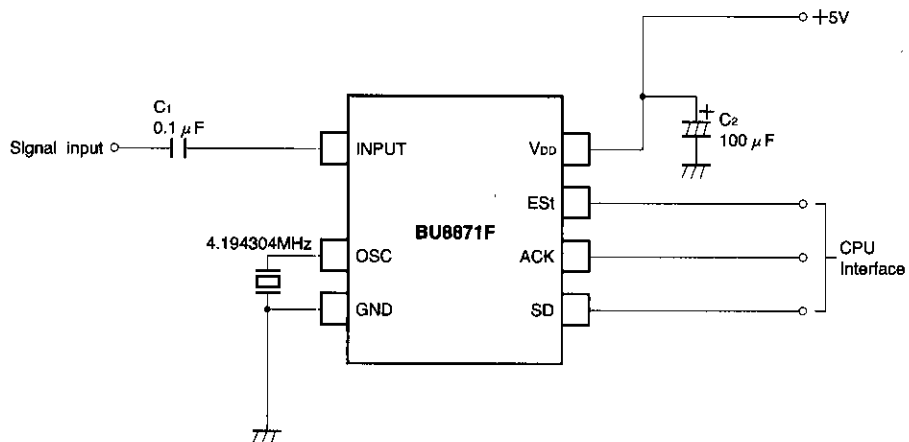 +5V
C1
0.1 μF
+
C2
100 μF
Signal input
INPUT
VDD
ESt
BU8871F
4.194304MHz
OSC
ACK
CPU
Interface
GND
SD